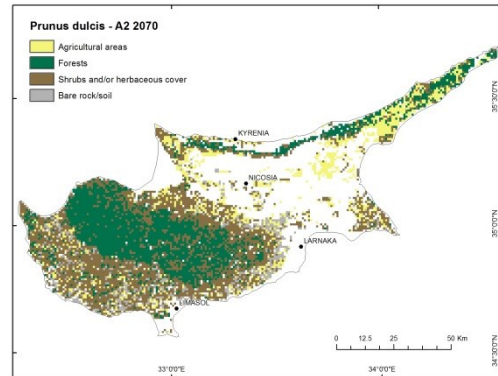 Prunus dulcis - A2 2070
Agricultural areas
Forests
Shrubs and/or herbaceous cover
Bare rock/soil
35°30'0"N
KYRENIA
NICOSIA
35°0'0"N
LARNAKA
LIMASOL
0 12.5 25 50 Km
34°30'0"N
33°0'0"E 34°0'0"E